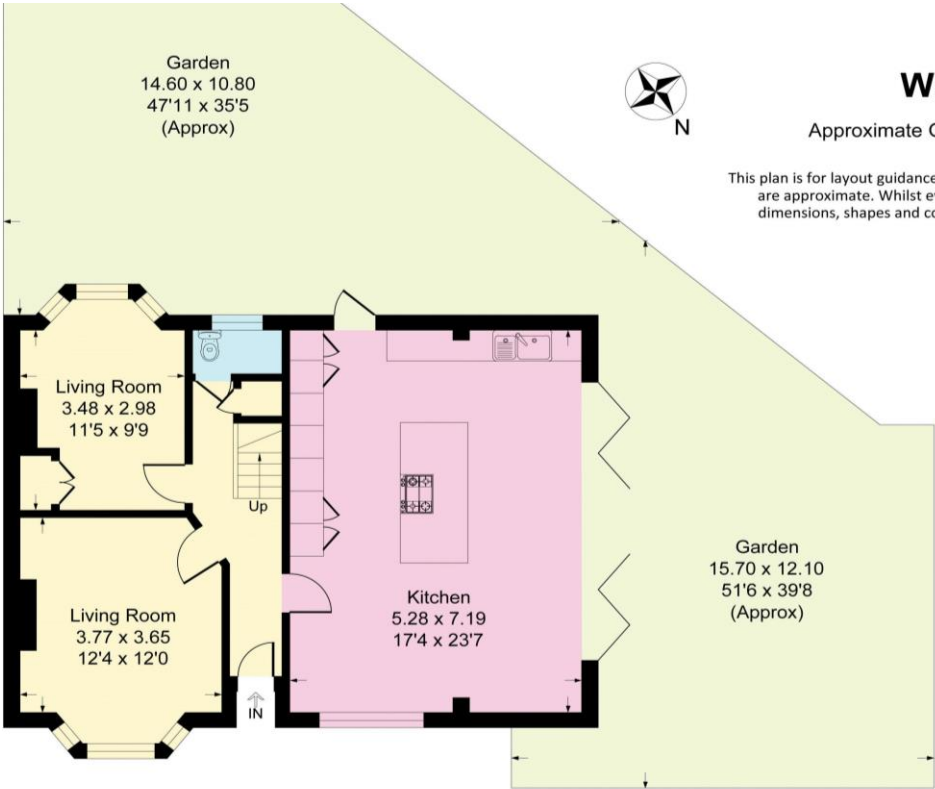 Garden
14.60 x 10.80
47'11 x 35'5
(Approx)
N
W
Approximate
This plan is for layout guidance
are approximate. Whilst
dimensions, shapes and
Living Room
3.48 x 2.98
11'5 x 9'9
Up
Living Room
3.77 x 3.65
12'4 x 12'0
IN
Kitchen
5.28 x 7.19
17'4 x 23'7
Garden
15.70 x 12.10
51'6 x 39'8
(Approx)